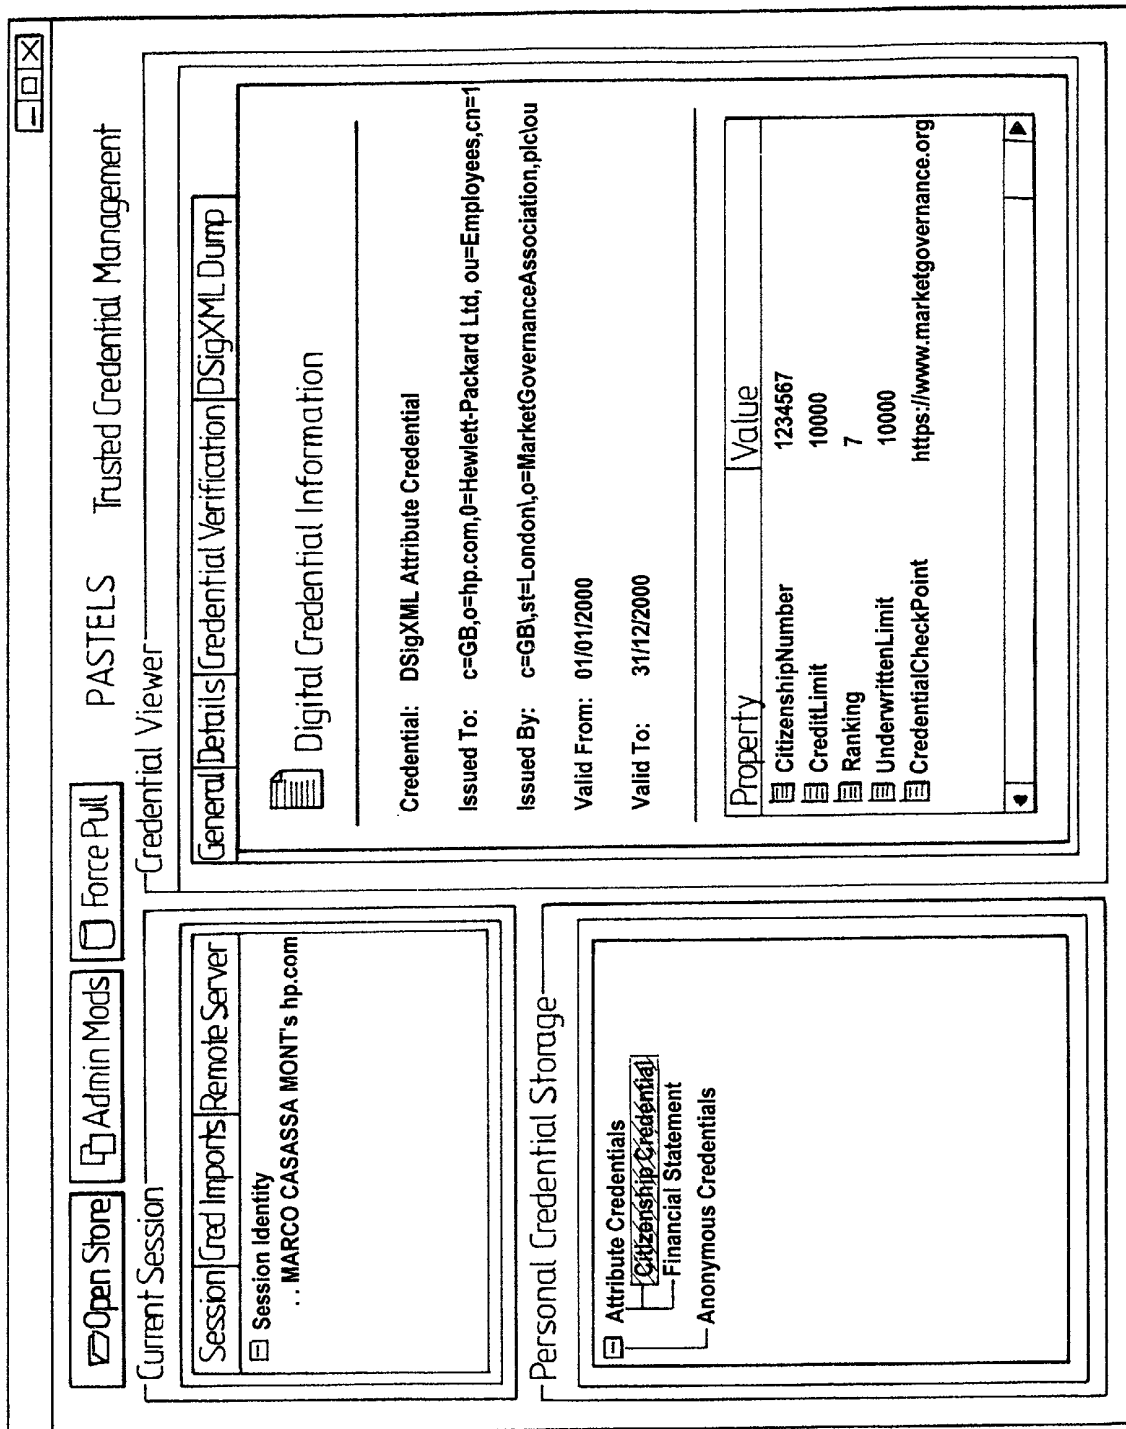 Open Store Admin Mods Force Pull PASTELS Trusted Credential Management
Current Session
Session Cred Imports Remote Server
Session Identity
...MARCO CASASSA MONT's hp.com
Personal Credential Storage
Attribute Credentials
Citizenship Credential
Financial Statement
Anonymous Credentials
Credential Viewer
General Details Credential Verification DSigXML Dump
Digital Credential Information
Credential: DSigXML Attribute Credential
Issued To: c=GB,o=hp.com,0=Hewlett-Packard Ltd, ou=Employees,cn=1
Issued By: c=GB\,st=London\,o=MarketGovernanceAssociation,plc\ou
Valid From: 01/01/2000
Valid To: 31/12/2000
Property Value
CitizenshipNumber 1234567
CreditLimit 10000
Ranking 7
UnderwrittenLimit 10000
CredentialCheckPoint https://www.marketgovernance.org